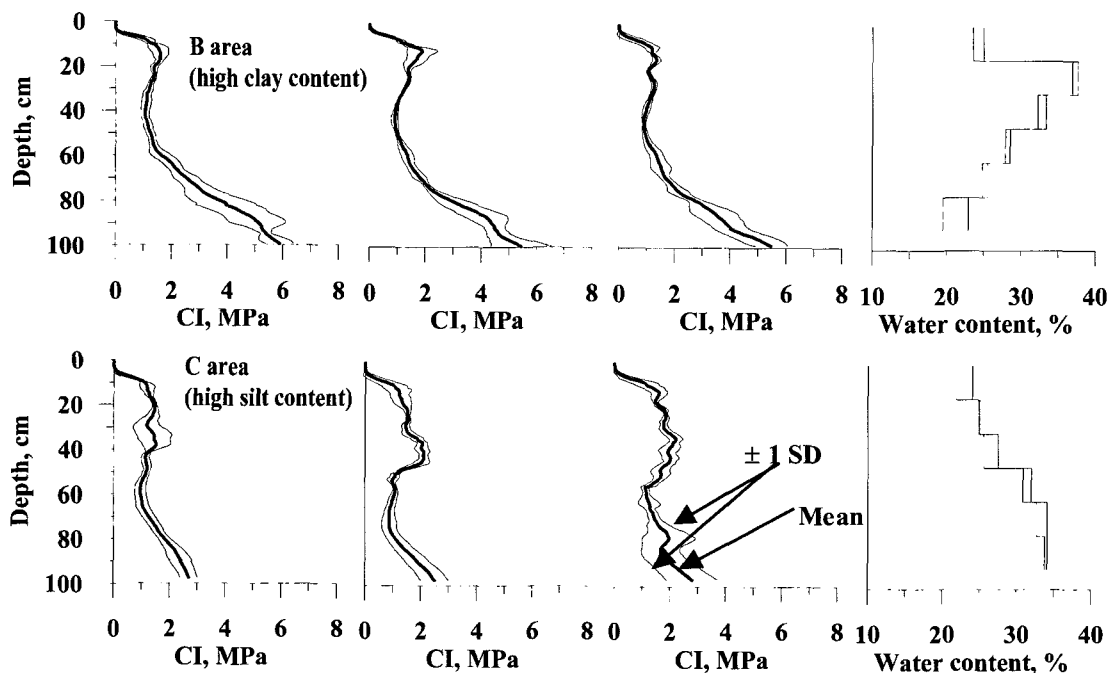 0
20
40
60
80
100
Depth, cm
B area
(high clay content)
0 2 4 6 8
CI, MPa
0 2 4 6 8
CI, MPa
0 2 4 6 8
CI, MPa
10 20 30 40
Water content, %
0
20
40
60
80
100
Depth, cm
C area
(high silt content)
± 1 SD
Mean
0 2 4 6 8
CI, MPa
0 2 4 6 8
CI, MPa
0 2 4 6 8
CI, MPa
10 20 30 40
Water content, %